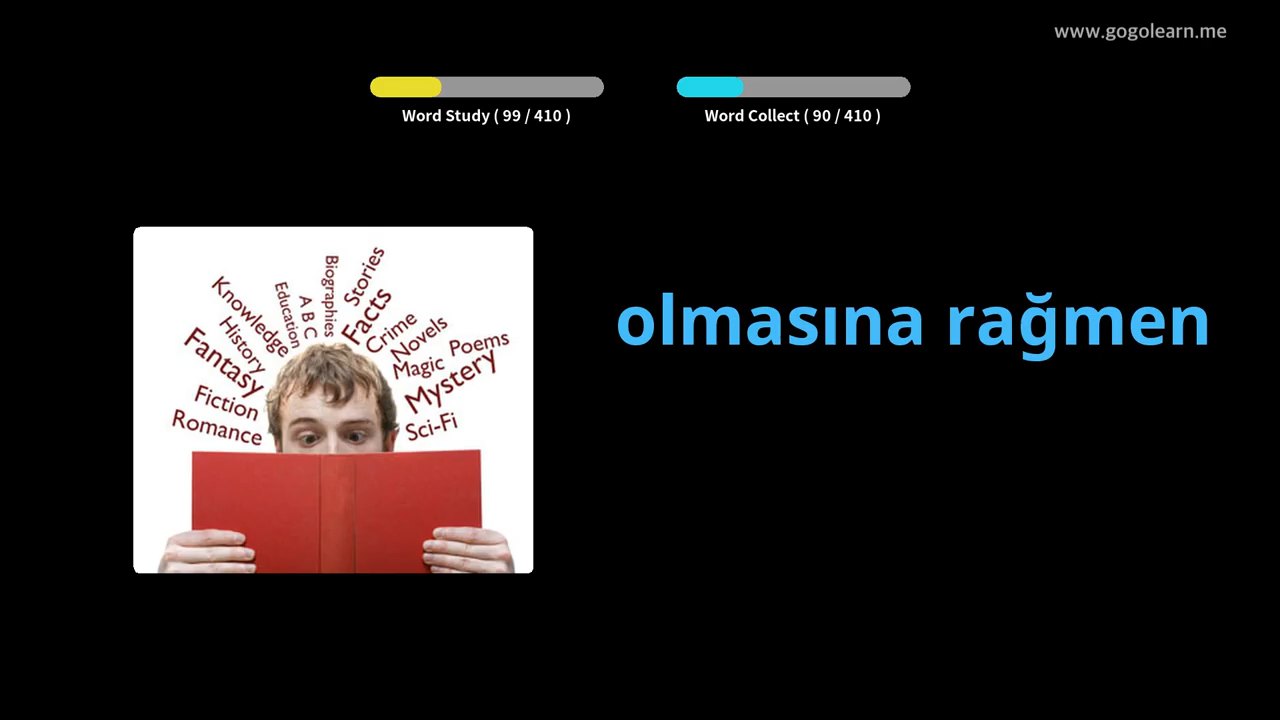 www.gogolearn.me
Word Study ( 99 / 410 )
Word Collect ( 90 / 410 )
olmasına rağmen
Romance
Fiction
Fantasy
History
Knowledge
Education
A B C
Biographies
Stories
Facts
Crime
Novels
Magic
Poems
Mystery
Sci-Fi